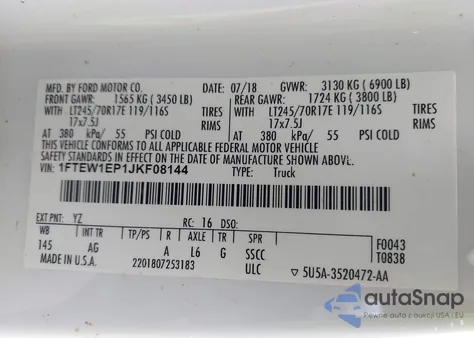 MFD. BY FORD MOTOR CO. DATE: 07/18 GVWR: 3130 KG ( 6900 LB)
FRONT GAWR: 1565 KG ( 3450 LB) REAR GAWR: 1724 KG ( 3800 LB)
WITH LT245/70R17E 119/116S TIRES WITH LT245/70R17E 119/116S TIRES
17x7.5J RIMS 17x7.5J RIMS
AT 380 kPa/ 55 PSI COLD AT 380 kPa/ 55 PSI COLD
THIS VEHICLE CONFORMS TO ALL APPLICABLE FEDERAL MOTOR VEHICLE
SAFETY STANDARDS IN EFFECT ON THE DATE OF MANUFACTURE SHOWN ABOVE.
VIN: 1FTEW1EP1JKF08144 TYPE: Truck
EXT PNT: YZ RC: 16 DSO: F0043
WB INT TR TP/PS R AXLE TR SPR T0838
145 AG A L6 G SSCC
MADE IN U.S.A. 2201807253183 ULC ▽ 5U5A-3520472-AA
autoSnap
Pewne auto z USA i EU